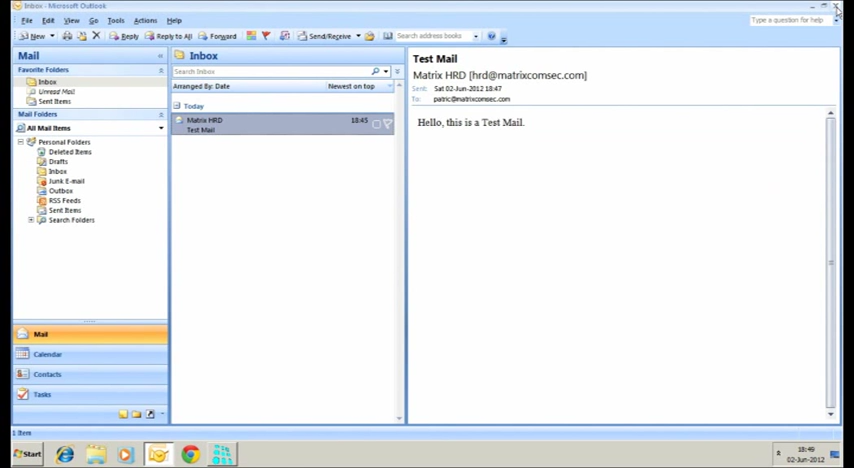 Inbox - Microsoft Outlook
File Edit View Go Tools Actions Help
Type a question for help
New Reply Reply to All Forward Send/Receive Search address books
Mail «
Favorite Folders
Inbox
Unread Mail
Sent Items
Mail Folders
All Mail Items
Personal Folders
Deleted Items
Drafts
Inbox
Junk E-mail
Outbox
RSS Feeds
Sent Items
Search Folders
Mail
Calendar
Contacts
Tasks
Inbox
Search Inbox
Arranged By: Date Newest on top
Today
Matrix HRD 18:45
Test Mail
Test Mail
Matrix HRD [hrd@matrixcomsec.com]
Sent: Sat 02-Jun-2012 18:47
To: patric@matrixcomsec.com
Hello, this is a Test Mail.
1 Item
Start
18:49
02-Jun-2012